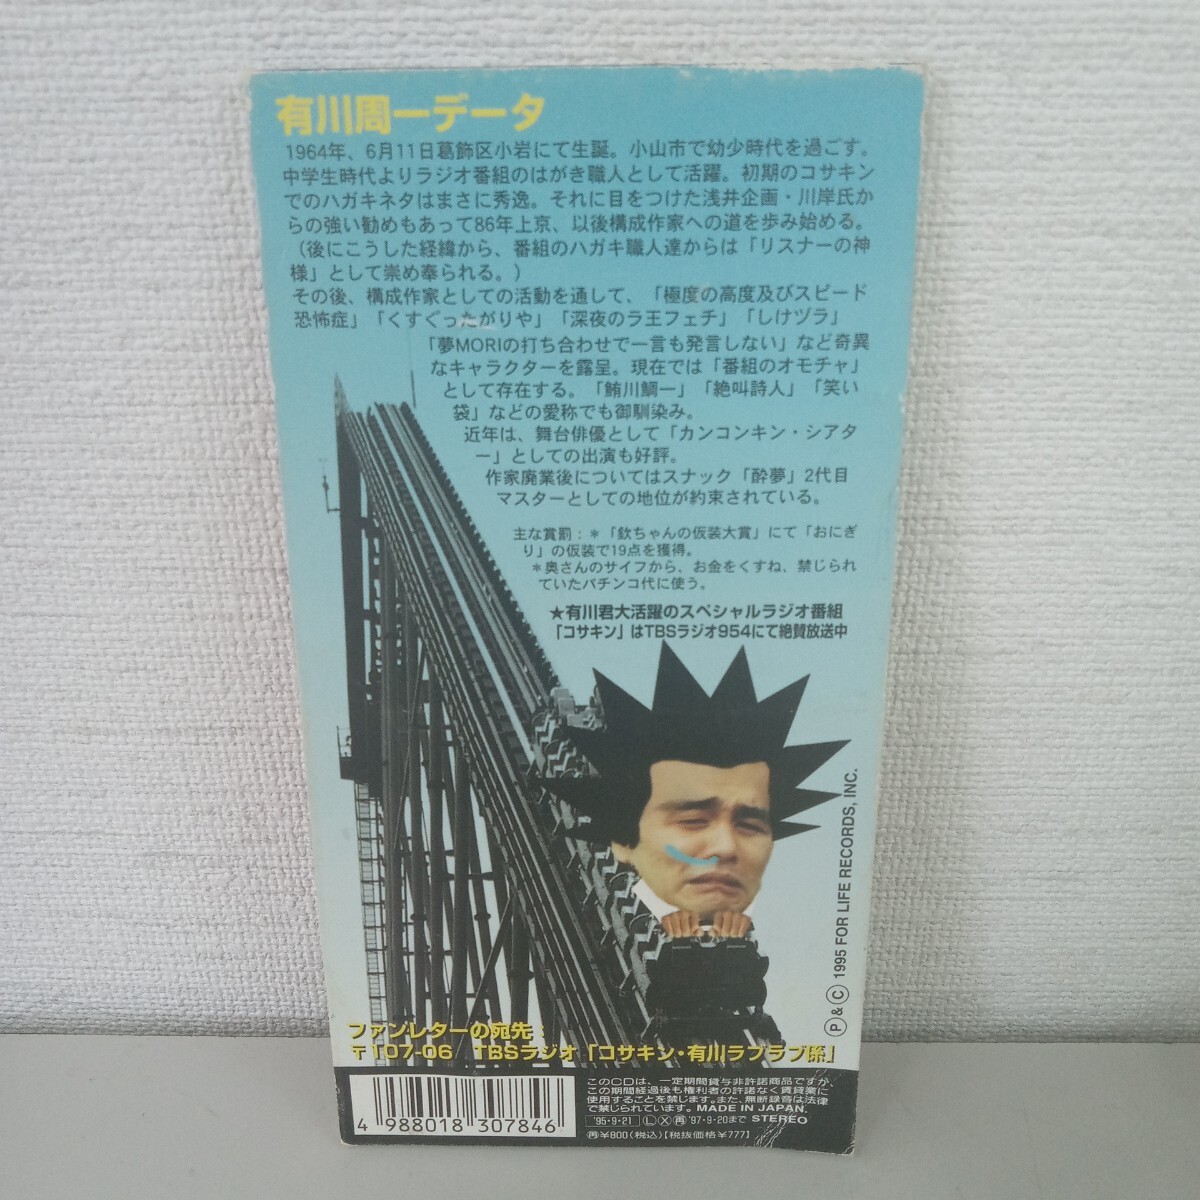 有川周一データ
1964年、6月11日葛飾区小岩にて生誕。小山市で幼少時代を過ごす。
中学生時代よりラジオ番組のはがき職人として活躍。初期のコサキン
でのハガキネタはまさに秀逸。それに目をつけた浅井企画・川岸氏か
らの強い勧めもあって86年上京、以後構成作家への道を歩み始める。
（後にこうした経緯から、番組のハガキ職人達からは「リスナーの神
様」として崇め奉られる。）
その後、構成作家としての活動を通して、「極度の高度及びスピード
恐怖症」「くすぐったがりや」「深夜のラ王フェチ」「しけヅラ」
「夢MORIの打ち合わせで一言も発言しない」など奇異
なキャラクターを露呈。現在では「番組のオモチャ」
として存在する。「鮪川鯛一」「絶叫詩人」「笑い
袋」などの愛称でも御馴染み。
近年は、舞台俳優として「カンコンキン・シアタ
ー」としての出演も好評。
作家廃業後についてはスナック「酔夢」2代目
マスターとしての地位が約束されている。
主な賞罰：＊「欽ちゃんの仮装大賞」にて「おにぎ
り」の仮装で19点を獲得。
＊奥さんのサイフから、お金をくすね、禁じられ
ていたパチンコ代に使う。
★有川君大活躍のスペシャルラジオ番組
「コサキン」はTBSラジオ954にて絶賛放送中
Ⓟ&Ⓒ 1995 FOR LIFE RECORDS, INC.
ファンレターの宛先：
〒107-06　TBSラジオ「コサキン・有川ラブラブ係」
このCDは、一定期間貸与非許諾商品ですが、
この期間経過後も権利者の許諾なく賃貸業に
使用することを禁じます。また、無断録音は法律
で禁じられています。MADE IN JAPAN.
'95・9・21 Ⓛ Ⓧ 再 '97・9・20まで STEREO
再¥800(税込)【税抜価格¥777】
4 988018 307846